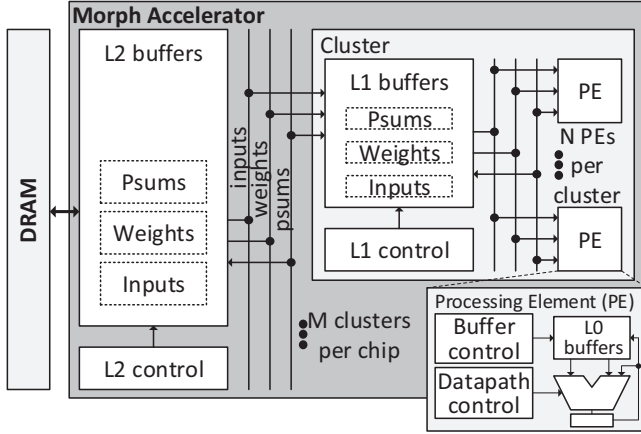 Morph Accelerator
DRAM
L2 buffers
Psums
Weights
Inputs
L2 control
inputs
weights
psums
Cluster
L1 buffers
Psums
Weights
Inputs
L1 control
PE
N PEs
per
cluster
PE
M clusters
per chip
Processing Element (PE)
Buffer
control
L0
buffers
Datapath
control